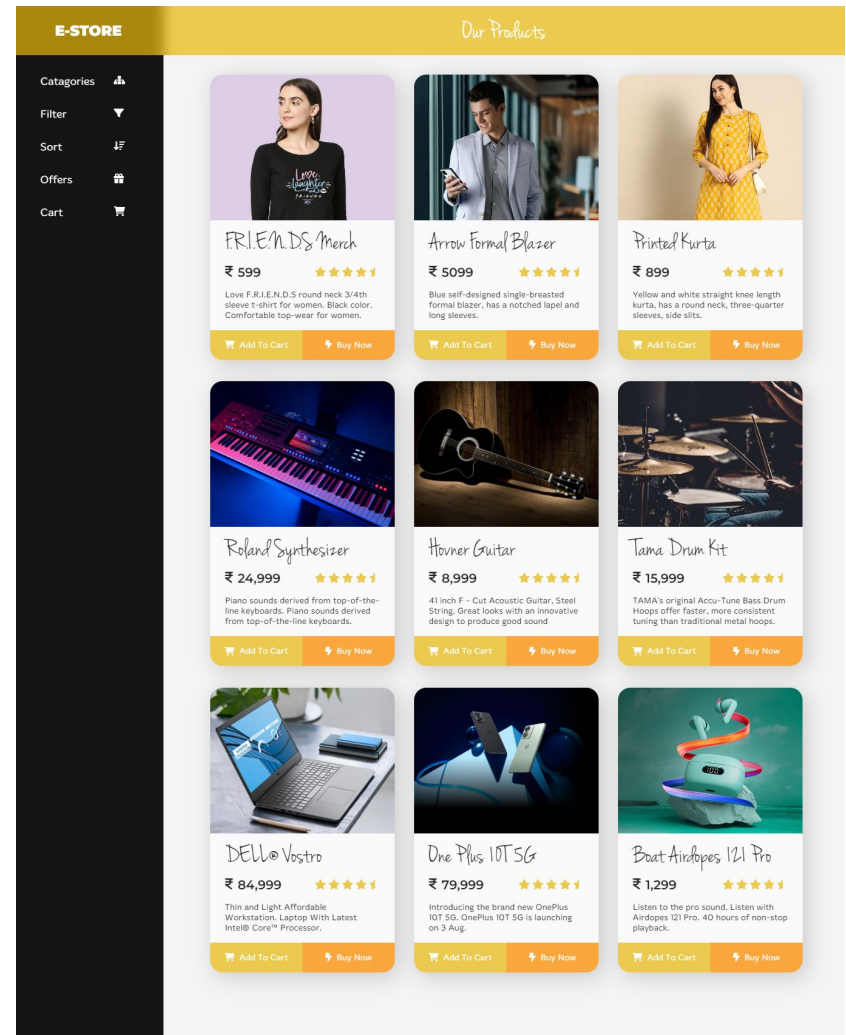 E-STORE
Our Products
Catagories
Filter
Sort
Offers
Cart
Love
laughter
FRIENDS
F.R.I.E.N.D.S Merch
₹ 599
Love F.R.I.E.N.D.S round neck 3/4th
sleeve t-shirt for women. Black color.
Comfortable top-wear for women.
Add To Cart
Buy Now
Arrow Formal Blazer
₹ 5099
Blue self-designed single-breasted
formal blazer, has a notched lapel and
long sleeves.
Add To Cart
Buy Now
Printed Kurta
₹ 899
Yellow and white straight knee length
kurta, has a round neck, three-quarter
sleeves, side slits.
Add To Cart
Buy Now
Roland Synthesizer
₹ 24,999
Piano sounds derived from top-of-the-
line keyboards. Piano sounds derived
from top-of-the-line keyboards.
Add To Cart
Buy Now
Hovner Guitar
₹ 8,999
41 inch F - Cut Acoustic Guitar, Steel
String. Great looks with an innovative
design to produce good sound
Add To Cart
Buy Now
Tama Drum Kit
₹ 15,999
TAMA's original Accu-Tune Bass Drum
Hoops offer faster, more consistent
tuning than traditional metal hoops.
Add To Cart
Buy Now
DELL® Vostro
₹ 84,999
Thin and Light Affordable
Workstation. Laptop With Latest
Intel® Core™ Processor.
Add To Cart
Buy Now
One Plus 10T 5G
₹ 79,999
Introducing the brand new OnePlus
10T 5G. OnePlus 10T 5G is launching
on 3 Aug.
Add To Cart
Buy Now
100
Boat Airdopes 121 Pro
₹ 1,299
Listen to the pro sound. Listen with
Airdopes 121 Pro. 40 hours of non-stop
playback.
Add To Cart
Buy Now